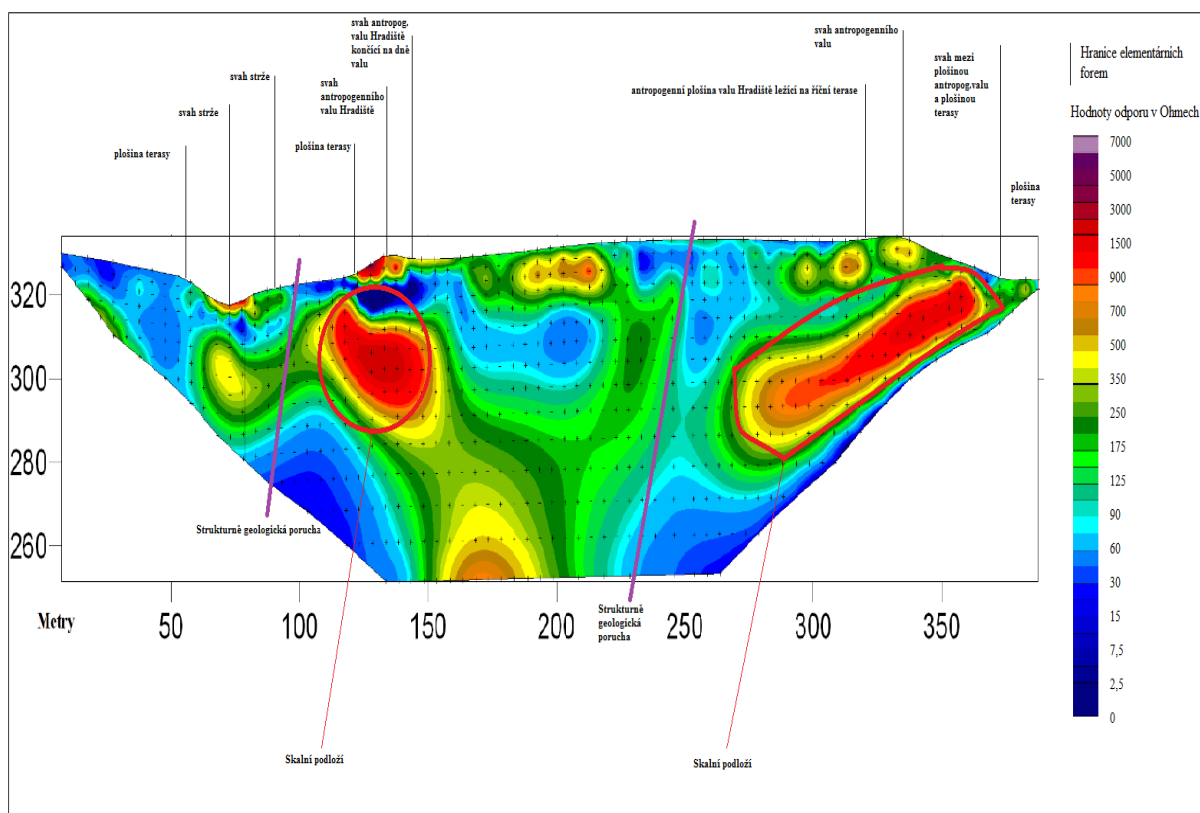 svah antropog.
valu Hradiště
končící na dně
valu
svah antropogenního
valu
svah mezi
plošinou
antropog.valu
a plošinou
terasy
Hranice elementárních
forem
svah strže
svah
antropogenního
valu Hradiště
antropogenní plošina valu Hradiště ležící na říční terase
svah strže
Hodnoty odporu v Ohmech
plošina terasy
plošina terasy
plošina
terasy
7000
5000
3000
1500
900
700
500
350
250
175
125
90
60
30
15
7,5
2,5
0
320
300
280
260
Strukturně geologická porucha
Strukturně
geologická
porucha
Metry
50
100
150
200
250
300
350
Skalní podloží
Skalní podloží